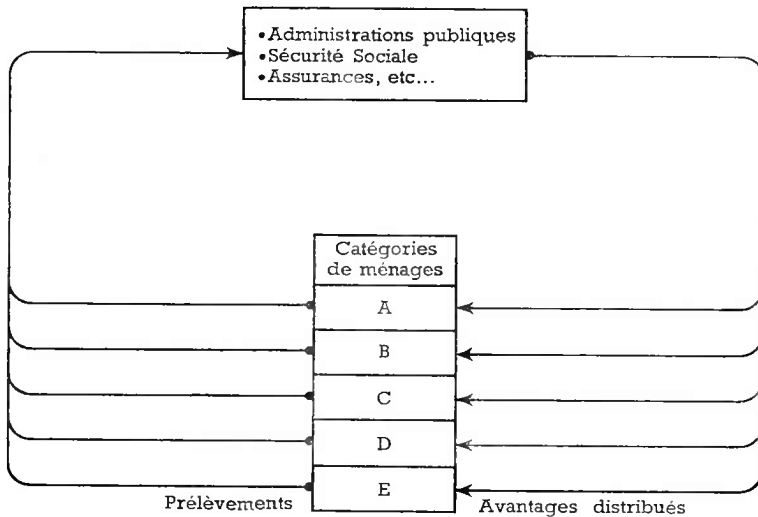 •Administrations publiques
•Sécurité Sociale
•Assurances, etc...
Catégories
de ménages
A
B
C
D
E
Prélèvements
Avantages distribués